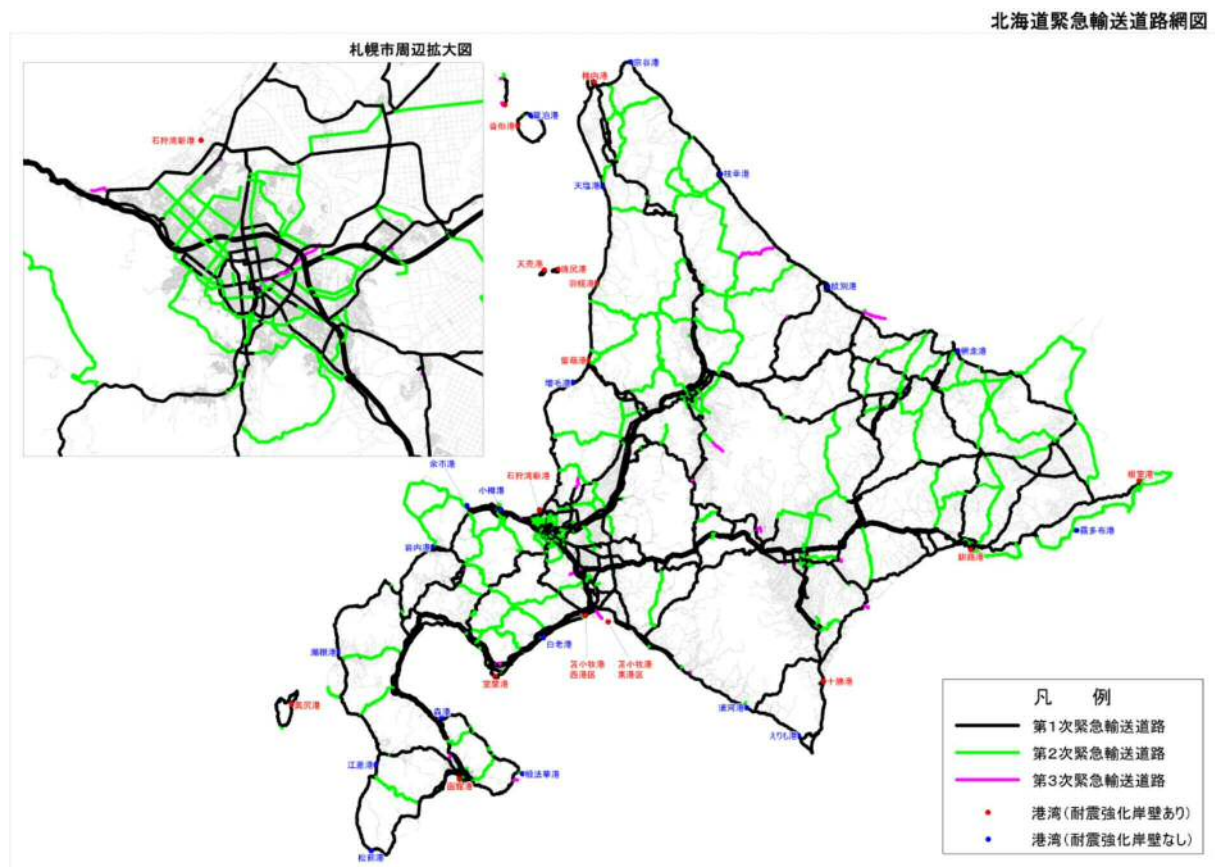 北海道緊急輸送道路網図
札幌市周辺拡大図
石狩湾新港
稚内港
宗谷港
鴛泊港
天塩港
枝幸港
天売港
焼尻港
羽幌港
紋別港
留萌港
増毛港
網走港
余市港
小樽港
石狩湾新港
岩内港
根室港
霧多布港
釧路港
白老港
苫小牧港
西港区
苫小牧港
東港区
室蘭港
瀬棚港
奥尻港
森港
十勝港
浦河港
えりも港
江差港
函館港
椴法華港
松前港
凡 例
第1次緊急輸送道路
第2次緊急輸送道路
第3次緊急輸送道路
港湾(耐震強化岸壁あり)
港湾(耐震強化岸壁なし)